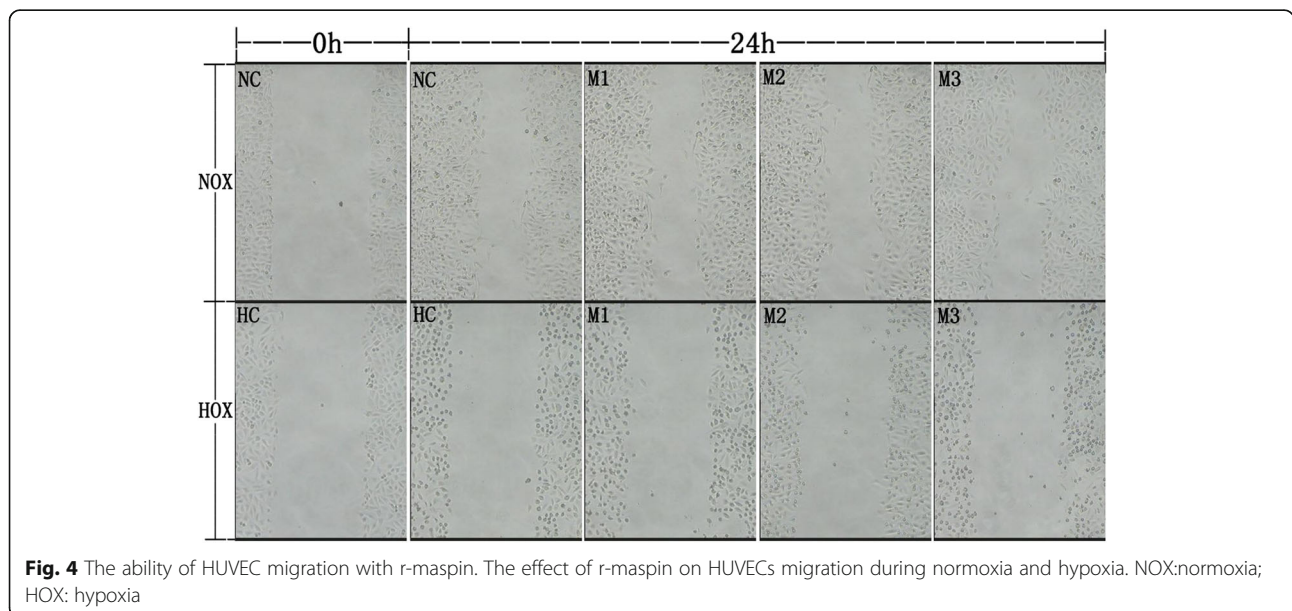 0h 24h
NC NC M1 M2 M3
NOX
HC HC M1 M2 M3
HOX
Fig. 4 The ability of HUVEC migration with r-maspin. The effect of r-maspin on HUVECs migration during normoxia and hypoxia. NOX:normoxia;
HOX: hypoxia